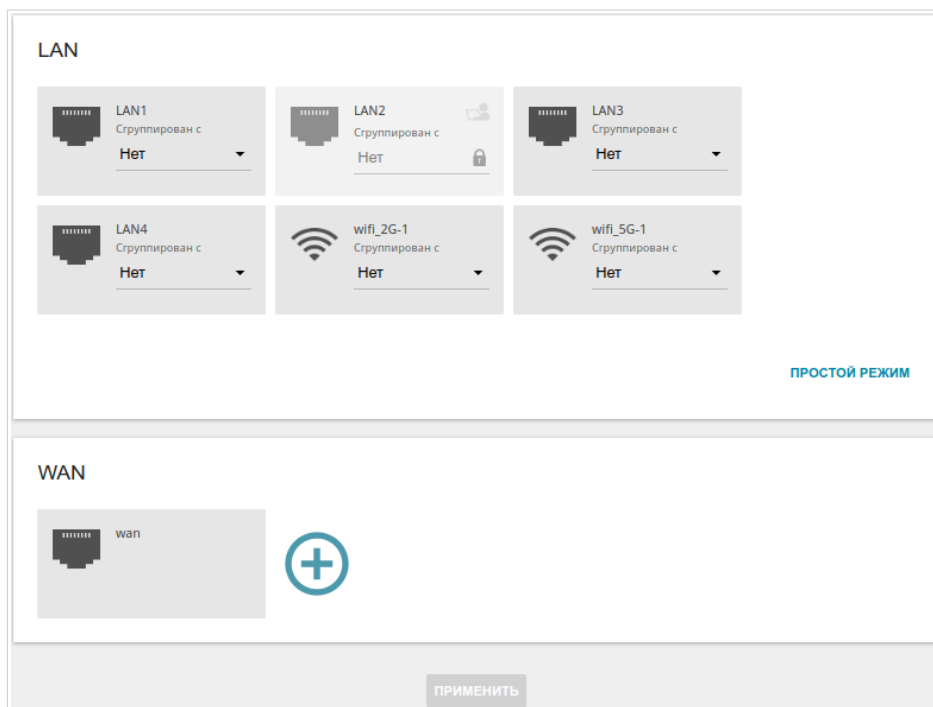 LAN
LAN1
Сгруппирован с
Нет
LAN2
Сгруппирован с
Нет
LAN3
Сгруппирован с
Нет
LAN4
Сгруппирован с
Нет
wifi_2G-1
Сгруппирован с
Нет
wifi_5G-1
Сгруппирован с
Нет
ПРОСТОЙ РЕЖИМ
WAN
wan
ПРИМЕНИТЬ